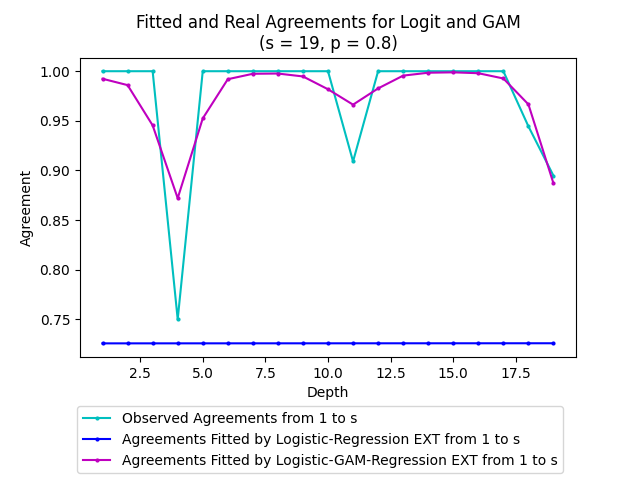 Fitted and Real Agreements for Logit and GAM
(s = 19, p = 0.8)
1.00
0.95
0.90
0.85
0.80
0.75
Agreement
2.5 5.0 7.5 10.0 12.5 15.0 17.5
Depth
Observed Agreements from 1 to s
Agreements Fitted by Logistic-Regression EXT from 1 to s
Agreements Fitted by Logistic-GAM-Regression EXT from 1 to s